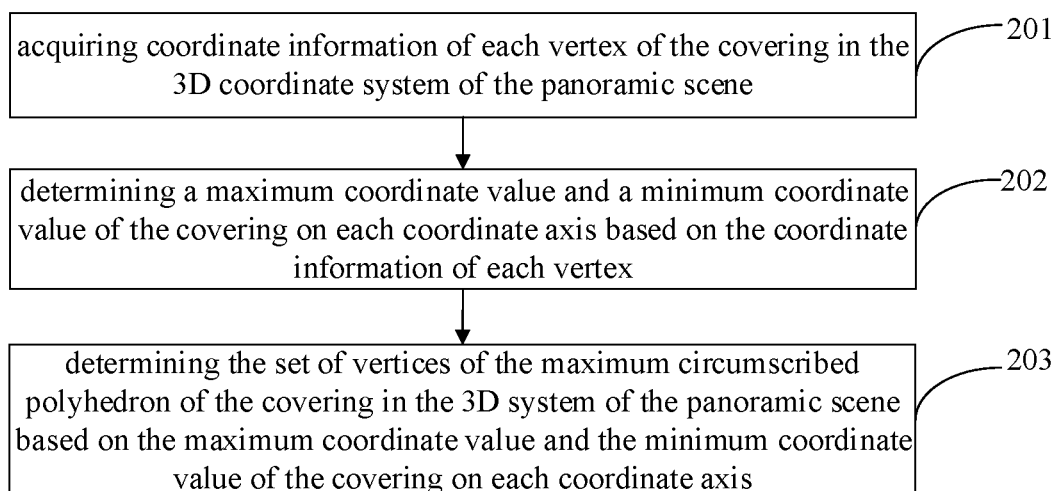 acquiring coordinate information of each vertex of the covering in the
3D coordinate system of the panoramic scene
201
determining a maximum coordinate value and a minimum coordinate
value of the covering on each coordinate axis based on the coordinate
information of each vertex
202
determining the set of vertices of the maximum circumscribed
polyhedron of the covering in the 3D system of the panoramic scene
based on the maximum coordinate value and the minimum coordinate
value of the covering on each coordinate axis
203